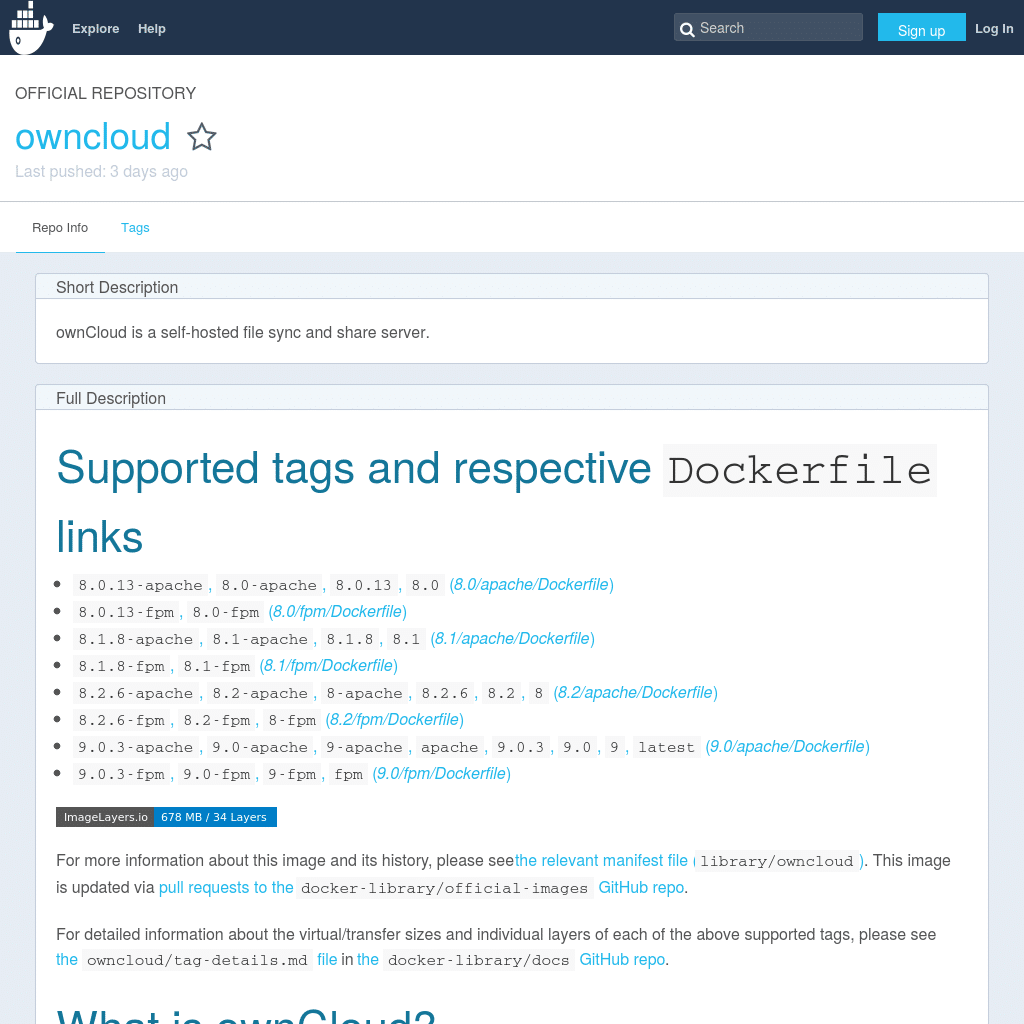 Explore Help Search Sign up Log In
OFFICIAL REPOSITORY
owncloud
Last pushed: 3 days ago
Repo Info Tags
Short Description
ownCloud is a self-hosted file sync and share server.
Full Description
Supported tags and respective Dockerfile
links
8.0.13-apache, 8.0-apache, 8.0.13, 8.0 (8.0/apache/Dockerfile)
8.0.13-fpm, 8.0-fpm (8.0/fpm/Dockerfile)
8.1.8-apache, 8.1-apache, 8.1.8, 8.1 (8.1/apache/Dockerfile)
8.1.8-fpm, 8.1-fpm (8.1/fpm/Dockerfile)
8.2.6-apache, 8.2-apache, 8-apache, 8.2.6, 8.2, 8 (8.2/apache/Dockerfile)
8.2.6-fpm, 8.2-fpm, 8-fpm (8.2/fpm/Dockerfile)
9.0.3-apache, 9.0-apache, 9-apache, apache, 9.0.3, 9.0, 9, latest (9.0/apache/Dockerfile)
9.0.3-fpm, 9.0-fpm, 9-fpm, fpm (9.0/fpm/Dockerfile)
ImageLayers.io 678 MB / 34 Layers
For more information about this image and its history, please see the relevant manifest file (library/owncloud). This image
is updated via pull requests to the docker-library/official-images GitHub repo.
For detailed information about the virtual/transfer sizes and individual layers of each of the above supported tags, please see
the owncloud/tag-details.md file in the docker-library/docs GitHub repo.
What is ownCloud?